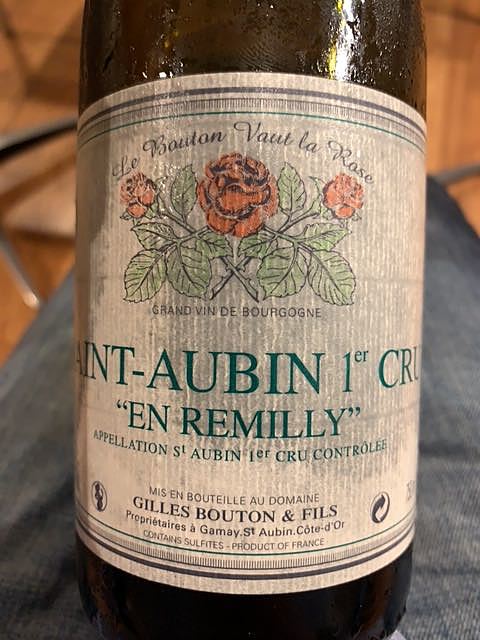 Le Bouton Vaut la Rose
GRAND VIN DE BOURGOGNE
AINT-AUBIN 1er CRU
"EN REMILLY"
APPELLATION St AUBIN 1er CRU CONTRÔLÉE
MIS EN BOUTEILLE AU DOMAINE
GILLES BOUTON & FILS
Propriétaires à Gamay.St Aubin.Côte-d'Or
CONTAINS SULFITES - PRODUCT OF FRANCE